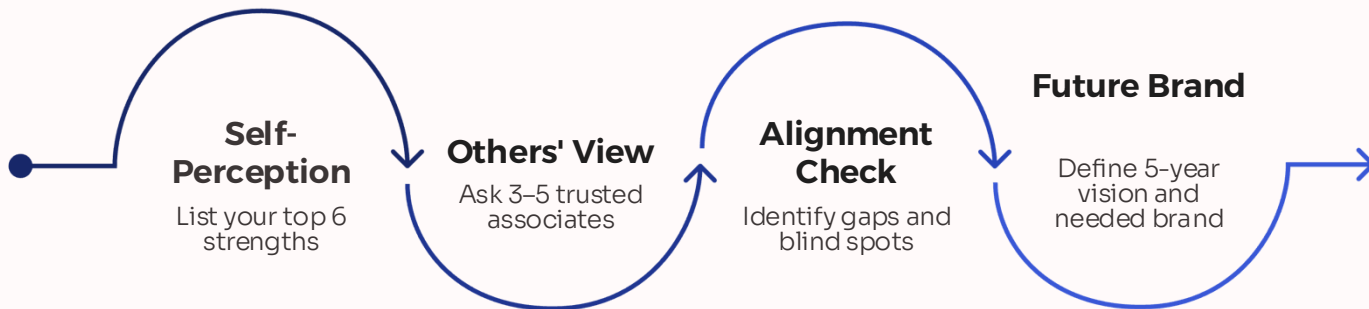 Self-
Perception
List your top 6
strengths
Others' View
Ask 3–5 trusted
associates
Alignment
Check
Identify gaps and
blind spots
Future Brand
Define 5-year
vision and
needed brand